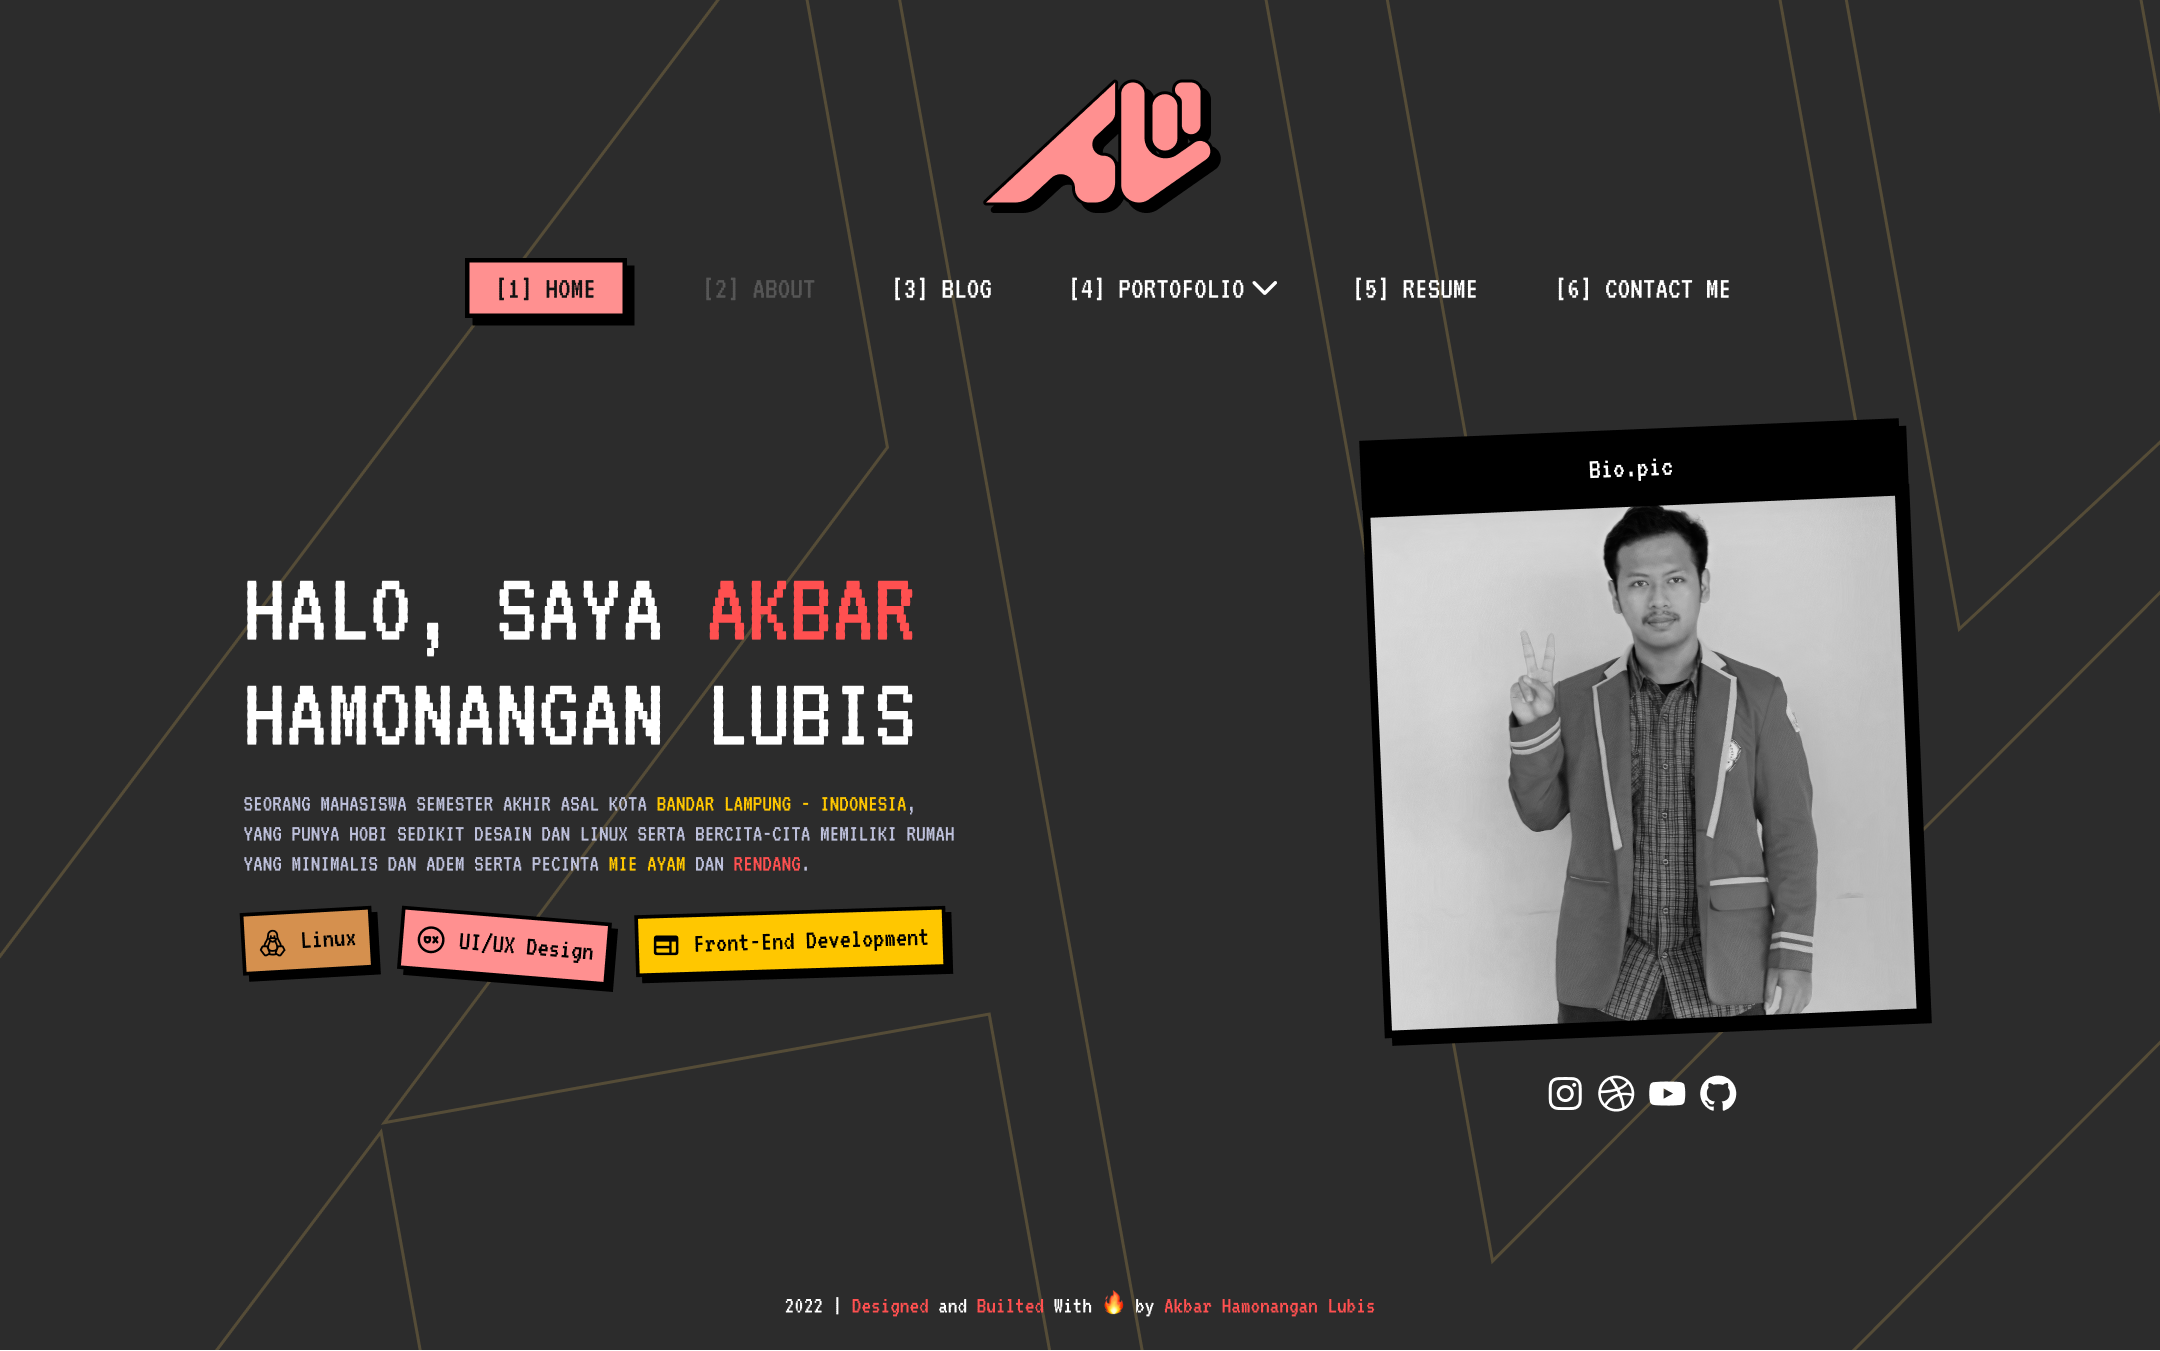 [1] HOME [2] ABOUT [3] BLOG [4] PORTOFOLIO [5] RESUME [6] CONTACT ME
HALO, SAYA AKBAR
HAMONANGAN LUBIS
SEORANG MAHASISWA SEMESTER AKHIR ASAL KOTA BANDAR LAMPUNG - INDONESIA,
YANG PUNYA HOBI SEDIKIT DESAIN DAN LINUX SERTA BERCITA-CITA MEMILIKI RUMAH
YANG MINIMALIS DAN ADEM SERTA PECINTA MIE AYAM DAN RENDANG.
Linux
UI/UX Design
Front-End Development
Bio.pic
2022 | Designed and Builted With 🔥 by Akbar Hamonangan Lubis